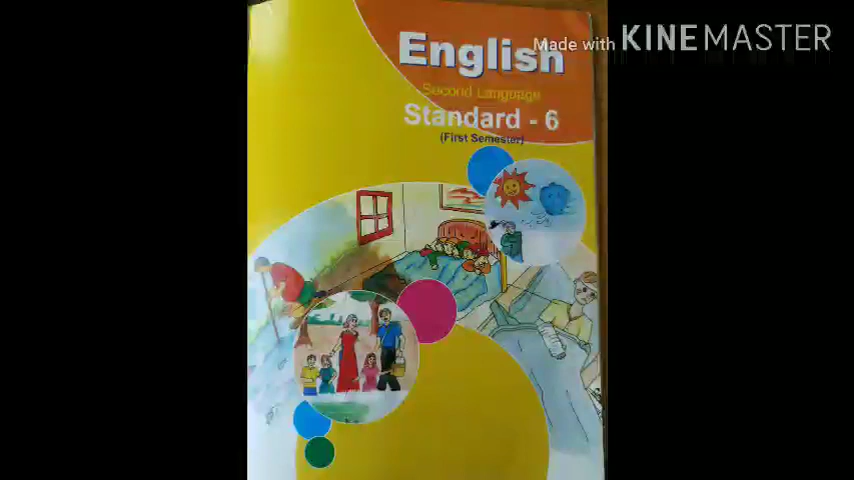 English
Made with KINEMASTER
Second Language
Standard - 6
(First Semester)